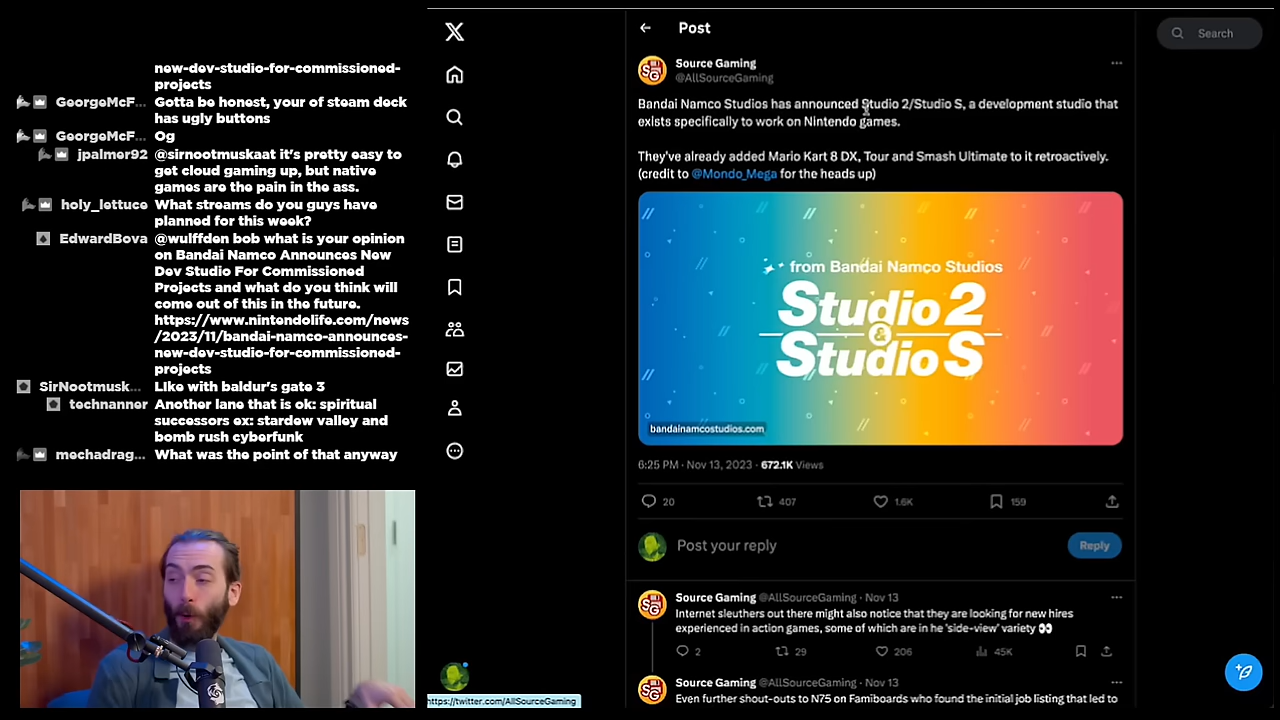 new-dev-studio-for-commissioned-
projects
GeorgeMcF... Gotta be honest, your of steam deck
has ugly buttons
GeorgeMcF... Og
jpalmer92 @sirnootmuskaat it's pretty easy to
get cloud gaming up, but native
games are the pain in the ass.
holy_lettuce What streams do you guys have
planned for this week?
EdwardBova @wulffden bob what is your opinion
on Bandai Namco Announces New
Dev Studio For Commissioned
Projects and what do you think will
come out of this in the future.
https://www.nintendolife.com/news
/2023/11/bandai-namco-announces-
new-dev-studio-for-commissioned-
projects
SirNootmusk... LIke with baldur's gate 3
technanner Another lane that is ok: spiritual
successors ex: stardew valley and
bomb rush cyberfunk
mechadrag... What was the point of that anyway
Post
Search
Source Gaming
@AllSourceGaming
Bandai Namco Studios has announced Studio 2/Studio S, a development studio that
exists specifically to work on Nintendo games.
They've already added Mario Kart 8 DX, Tour and Smash Ultimate to it retroactively.
(credit to @Mondo_Mega for the heads up)
from Bandai Namco Studios
Studio 2
&
Studio S
bandainamcostudios.com
6:25 PM · Nov 13, 2023 · 672.1K Views
20 407 1.6K 159
Post your reply
Reply
Source Gaming @AllSourceGaming · Nov 13
Internet sleuthers out there might also notice that they are looking for new hires
experienced in action games, some of which are in he 'side-view' variety 👀
2 29 206 45K
Source Gaming @AllSourceGaming · Nov 13
Even further shout-outs to N75 on Famiboards who found the initial job listing that led to
https://twitter.com/AllSourceGaming